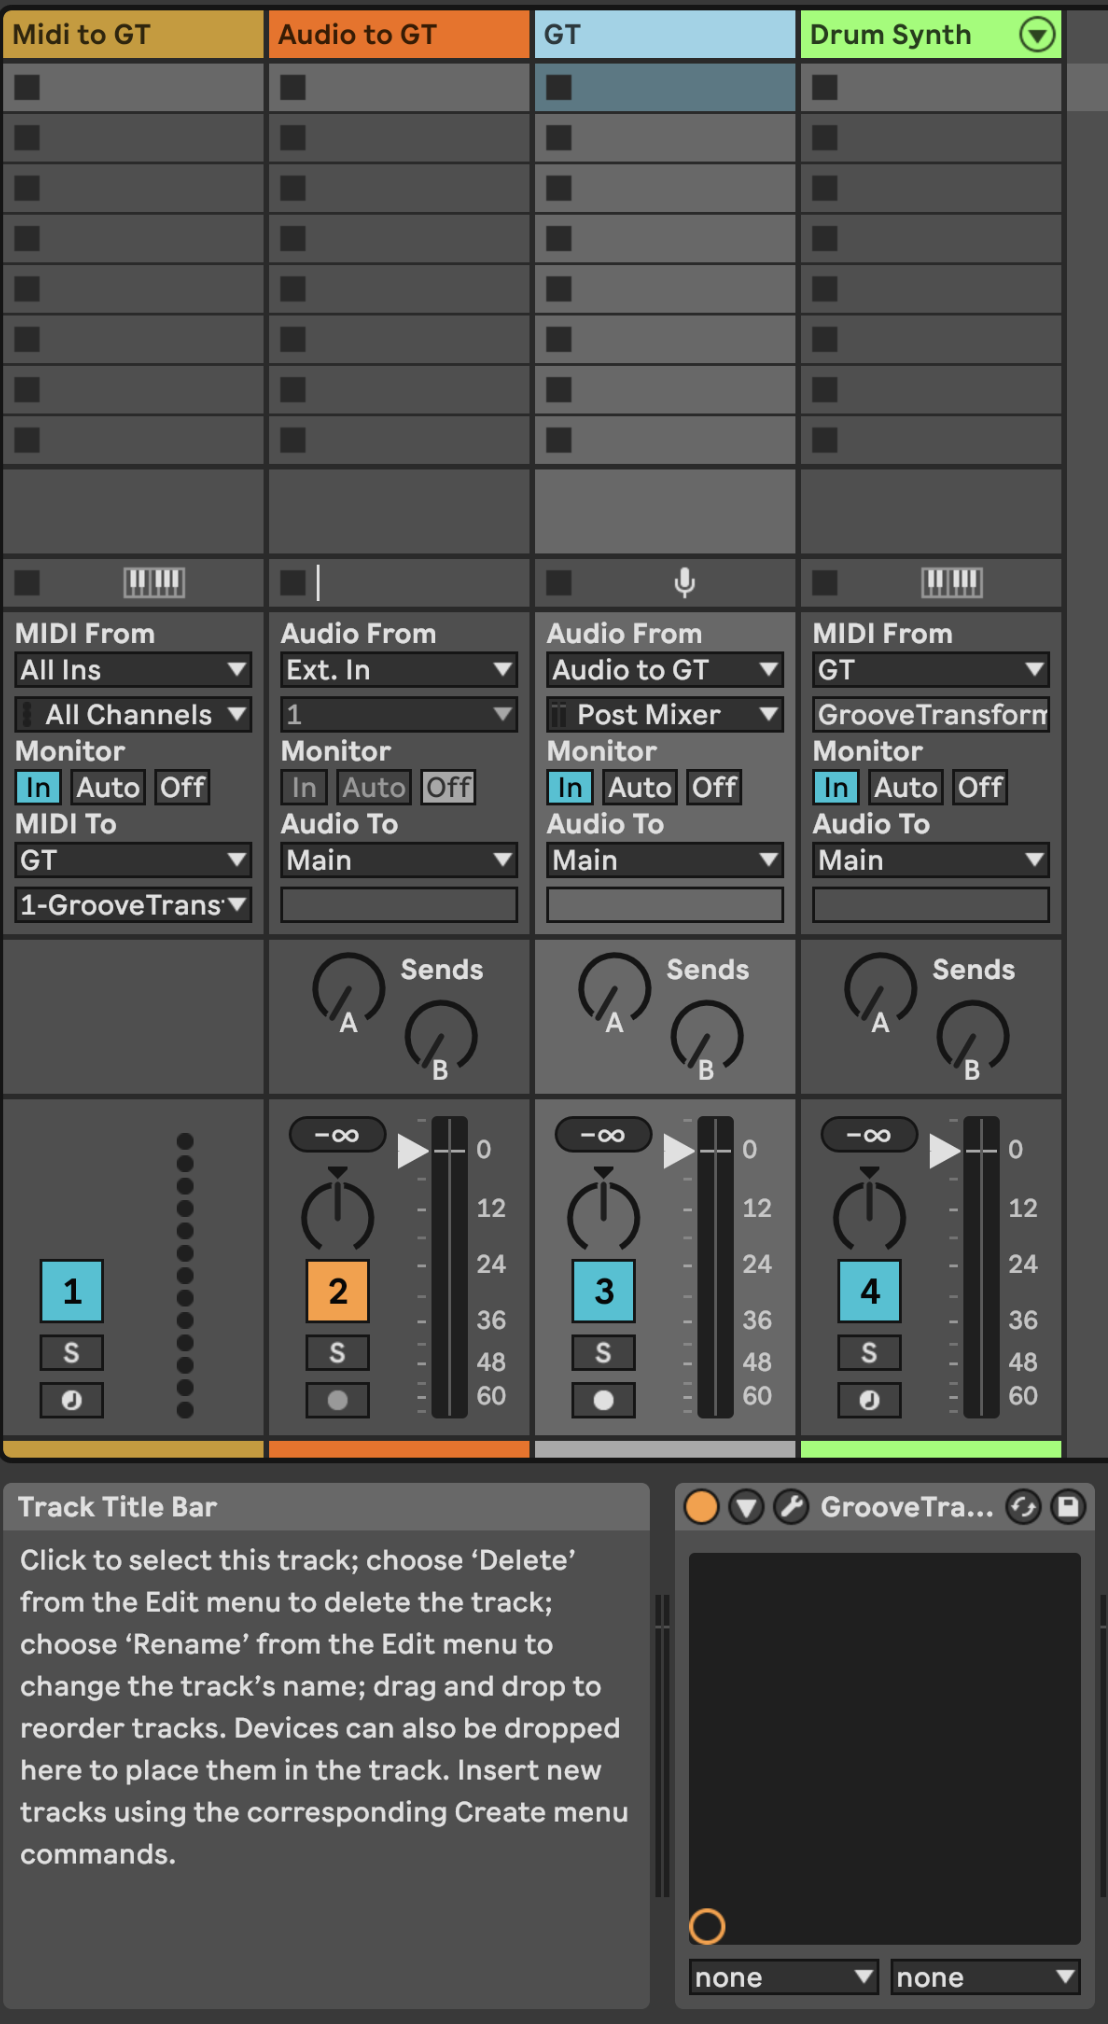 Midi to GT
Audio to GT
GT
Drum Synth
MIDI From
Audio From
Audio From
MIDI From
All Ins
Ext. In
Audio to GT
GT
All Channels
1
Post Mixer
GrooveTransform
Monitor
Monitor
Monitor
Monitor
In Auto Off
In Auto Off
In Auto Off
In Auto Off
MIDI To
Audio To
Audio To
Audio To
GT
Main
Main
Main
1-GrooveTrans
Sends
Sends
Sends
A
A
A
B
B
B
-∞
-∞
-∞
0
0
0
12
12
12
24
24
24
1
2
3
4
36
36
36
S
S
S
S
48
48
48
60
60
60
Track Title Bar
Click to select this track; choose ‘Delete’
from the Edit menu to delete the track;
choose ‘Rename’ from the Edit menu to
change the track’s name; drag and drop to
reorder tracks. Devices can also be dropped
here to place them in the track. Insert new
tracks using the corresponding Create menu
commands.
GrooveTra...
none
none